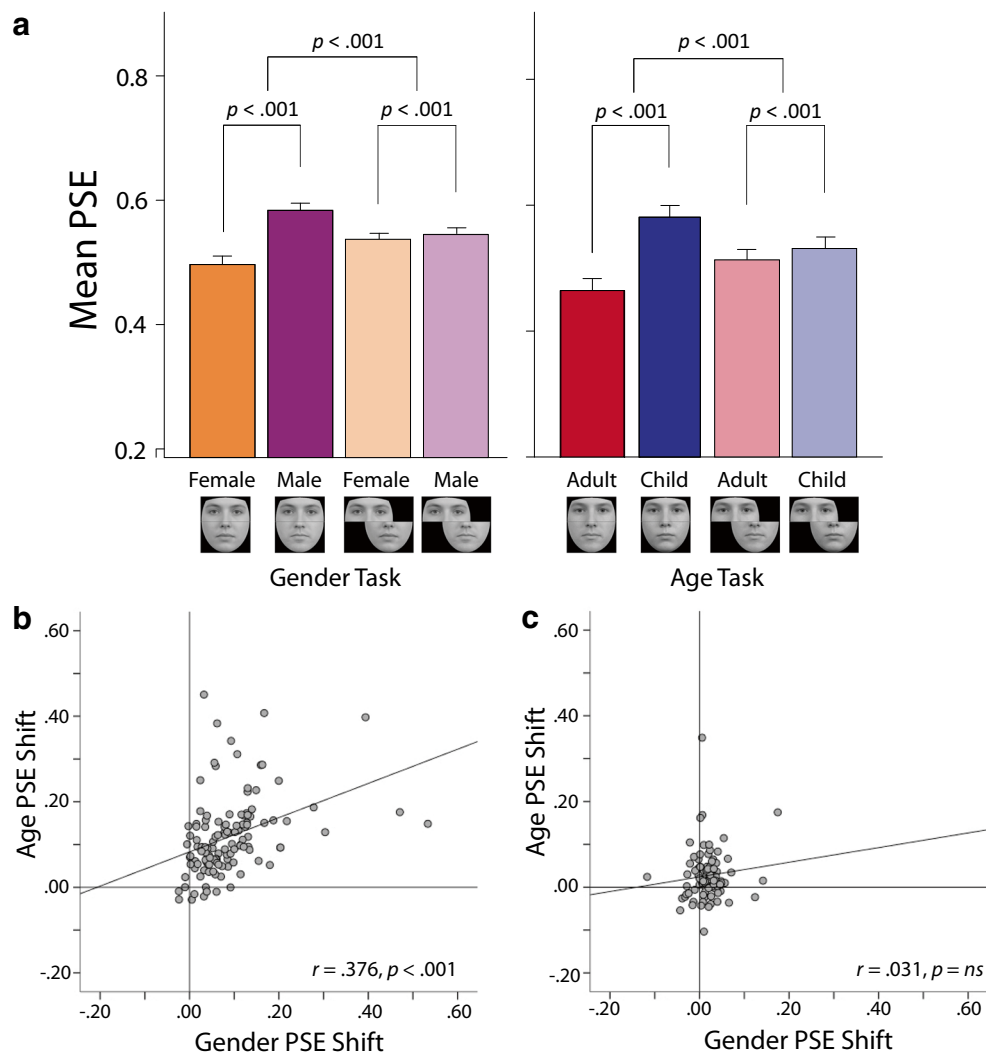 a
p < .001
p < .001
0.8
p < .001
p < .001
p < .001
p < .001
0.6
Mean PSE
0.4
0.2
Female
Male
Female
Male
Adult
Child
Adult
Child
Gender Task
Age Task
b
.60
.40
Age PSE Shift
.20
.00
-.20
r = .376, p < .001
-.20
.00
.20
.40
.60
Gender PSE Shift
c
.60
.40
Age PSE Shift
.20
.00
-.20
r = .031, p = ns
-.20
.00
.20
.40
.60
Gender PSE Shift